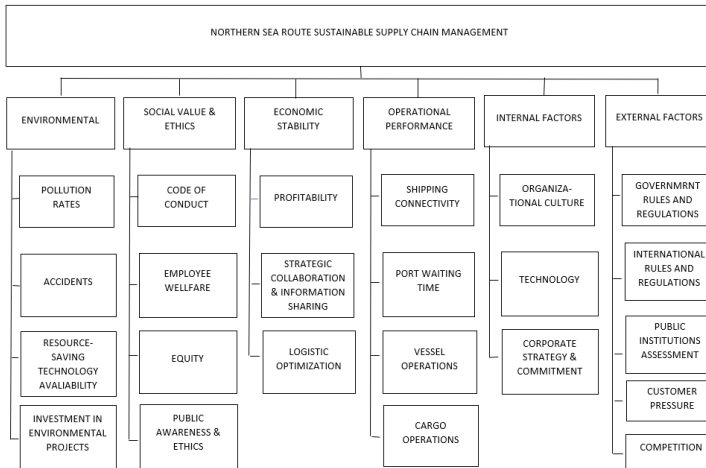 NORTHERN SEA ROUTE SUSTAINABLE SUPPLY CHAIN MANAGEMENT
ENVIRONMENTAL
POLLUTION
RATES
ACCIDENTS
RESOURCE-
SAVING
TECHNOLOGY
AVALIABILITY
INVESTMENT IN
ENVIRONMENTAL
PROJECTS
SOCIAL VALUE &
ETHICS
CODE OF
CONDUCT
EMPLOYEE
WELLFARE
EQUITY
PUBLIC
AWARENESS &
ETHICS
ECONOMIC
STABILITY
PROFITABILITY
STRATEGIC
COLLABORATION
& INFORMATION
SHARING
LOGISTIC
OPTIMIZATION
OPERATIONAL
PERFORMANCE
SHIPPING
CONNECTIVITY
PORT WAITING
TIME
VESSEL
OPERATIONS
CARGO
OPERATIONS
INTERNAL FACTORS
ORGANIZA-
TIONAL CULTURE
TECHNOLOGY
CORPORATE
STRATEGY &
COMMITMENT
EXTERNAL FACTORS
GOVERNMRNT
RULES AND
REGULATIONS
INTERNATIONAL
RULES AND
REGULATIONS
PUBLIC
INSTITUTIONS
ASSESSMENT
CUSTOMER
PRESSURE
COMPETITION